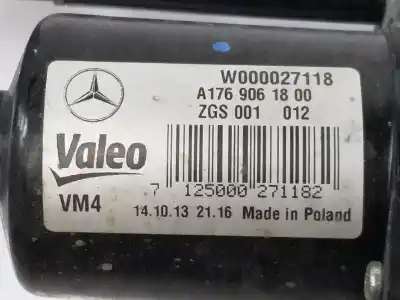 W000027118
A176 906 18 00
ZGS 001 012
Valeo
7 125000 271182
VM4
14.10.13 21.16 Made in Poland